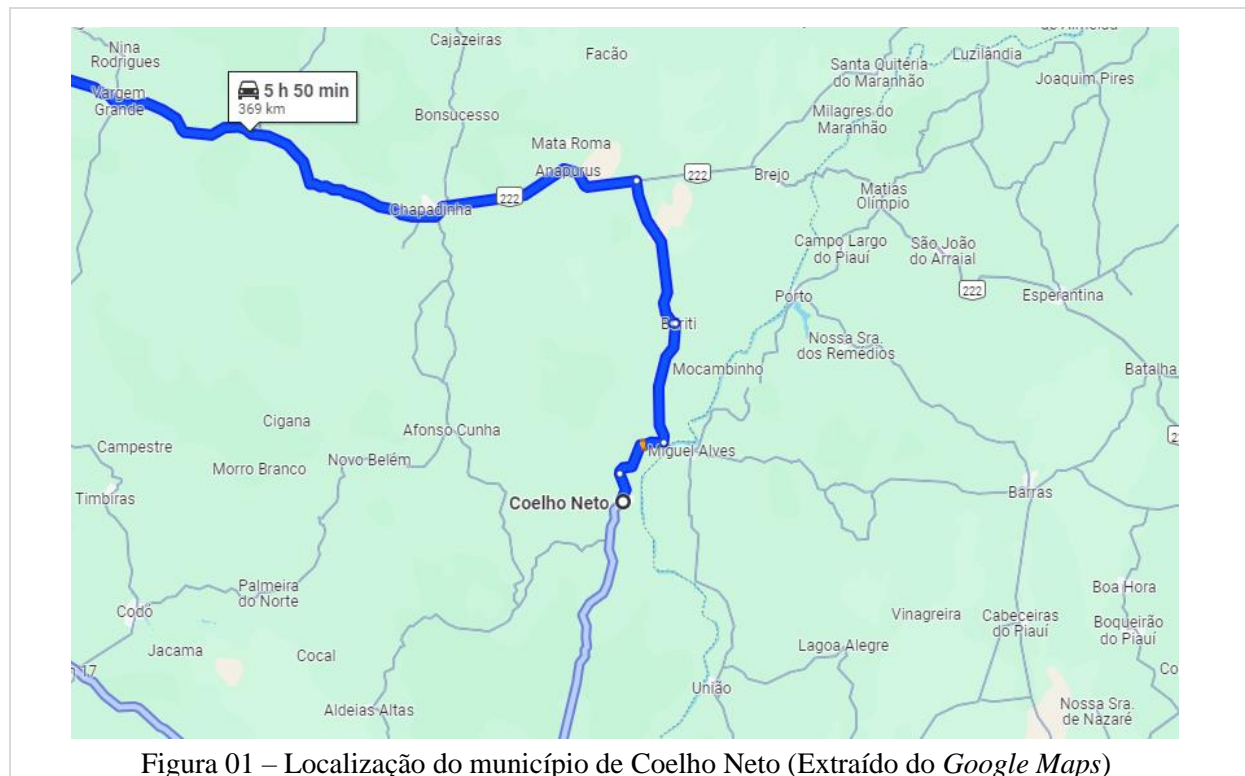 Nina
Rodrigues
Cajazeiras
Facão
Santa Quitéria
do Maranhão
Luzilândia
Joaquim Pires
Vargem
Grande
5 h 50 min
369 km
Bonsucesso
Milagres do
Maranhão
Mata Roma
Anapurus
222
Brejo
Matias
Olímpio
Chapadinha
222
Campo Largo
do Piauí
São João
do Arraial
222
Esperantina
Porto
Buriti
Nossa Sra.
dos Remédios
Mocambinho
Batalha
Cigana
Afonso Cunha
Campestre
Morro Branco
Novo Belém
Miguel Alves
Timbiras
Coelho Neto
Barras
Palmeira
do Norte
Codó
Boa Hora
Vinagreira
Cabeceiras
do Piauí
Boqueirão
do Piauí
Jacama
Cocal
Lagoa Alegre
17
União
Aldeias Altas
Nossa Sra.
de Nazaré
Figura 01 – Localização do município de Coelho Neto (Extraído do Google Maps)